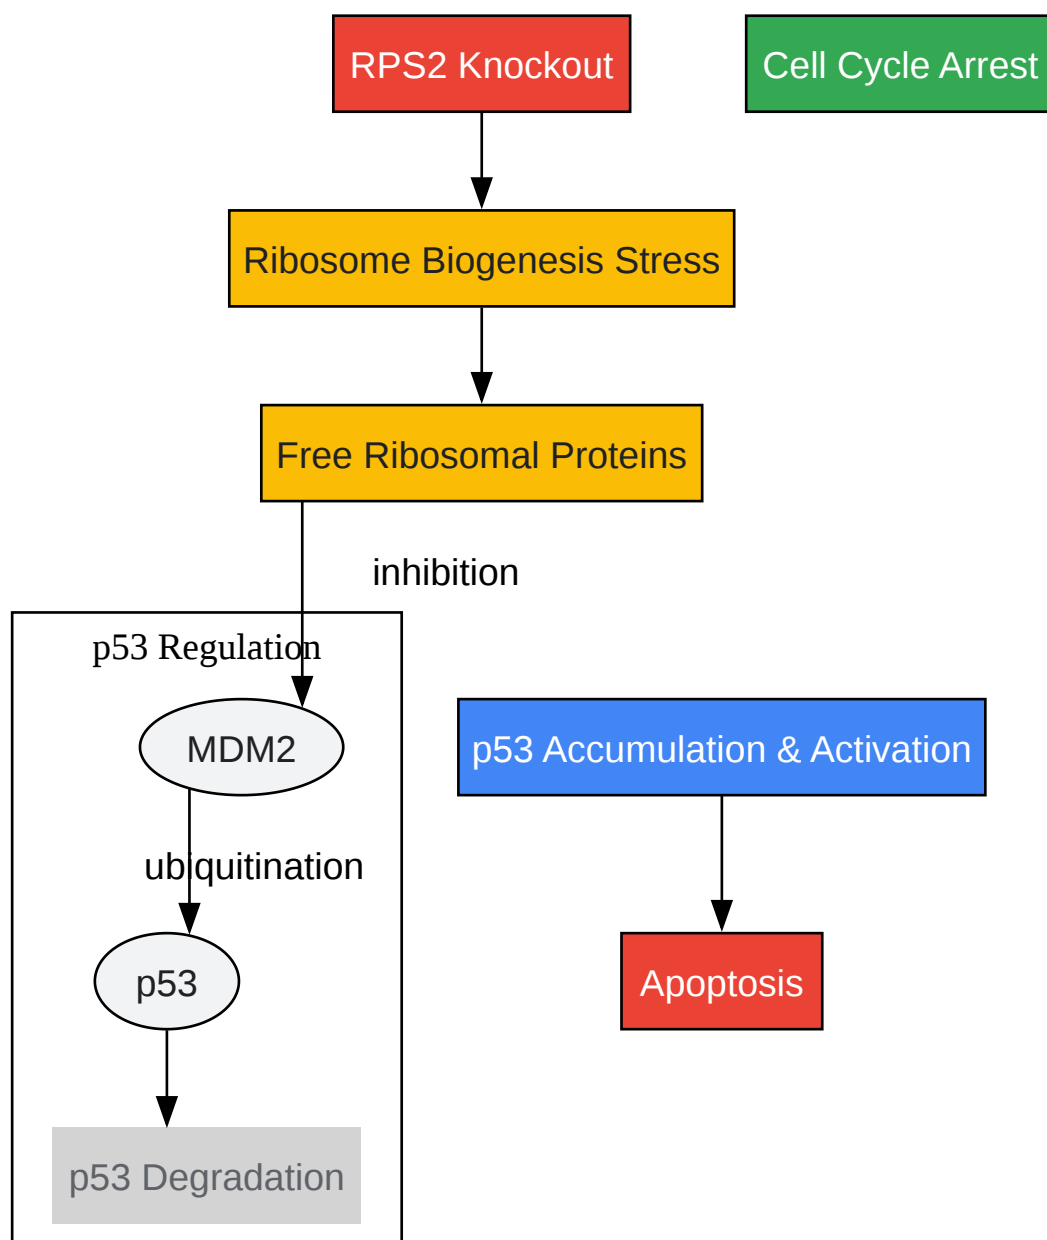 RPS2 Knockout
Cell Cycle Arrest
Ribosome Biogenesis Stress
Free Ribosomal Proteins
inhibition
p53 Regulation
MDM2
p53 Accumulation & Activation
ubiquitination
p53
Apoptosis
p53 Degradation